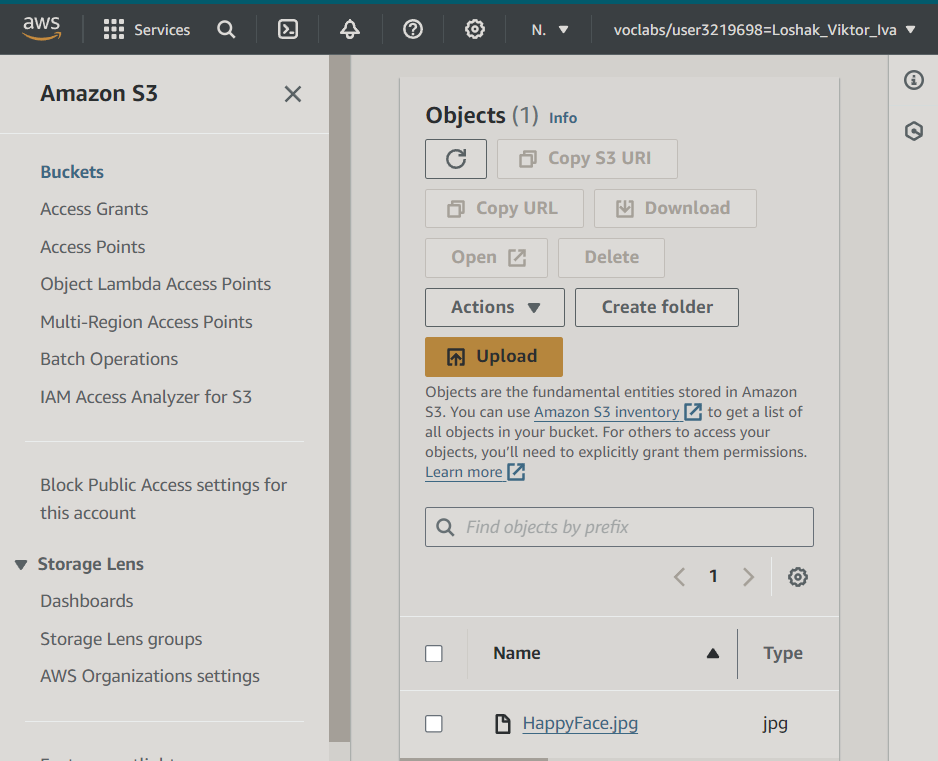 aws
Services
N.
voclabs/user3219698=Loshak_Viktor_Iva
Amazon S3
Buckets
Access Grants
Access Points
Object Lambda Access Points
Multi-Region Access Points
Batch Operations
IAM Access Analyzer for S3
Block Public Access settings for
this account
Storage Lens
Dashboards
Storage Lens groups
AWS Organizations settings
Objects (1) Info
Copy S3 URI
Copy URL
Download
Open
Delete
Actions
Create folder
Upload
Objects are the fundamental entities stored in Amazon
S3. You can use Amazon S3 inventory to get a list of
all objects in your bucket. For others to access your
objects, you'll need to explicitly grant them permissions.
Learn more
Find objects by prefix
1
Name
Type
HappyFace.jpg
jpg